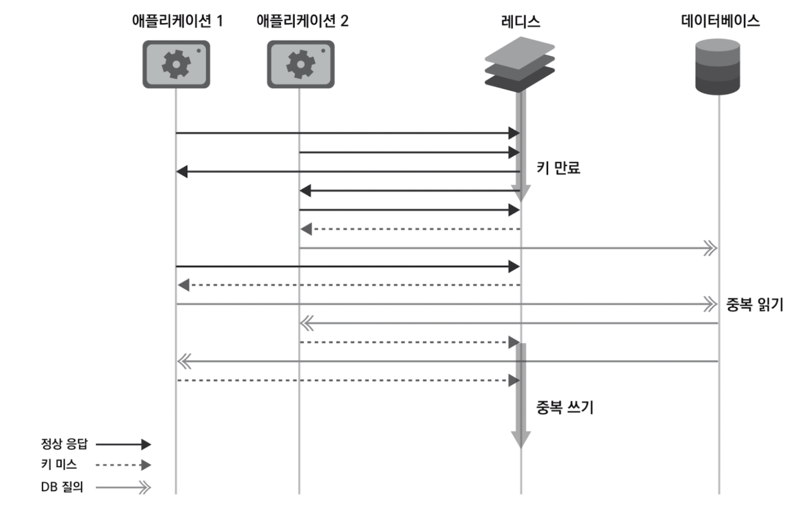 애플리케이션 1
애플리케이션 2
레디스
데이터베이스
키 만료
중복 읽기
중복 쓰기
정상 응답
키 미스
DB 질의